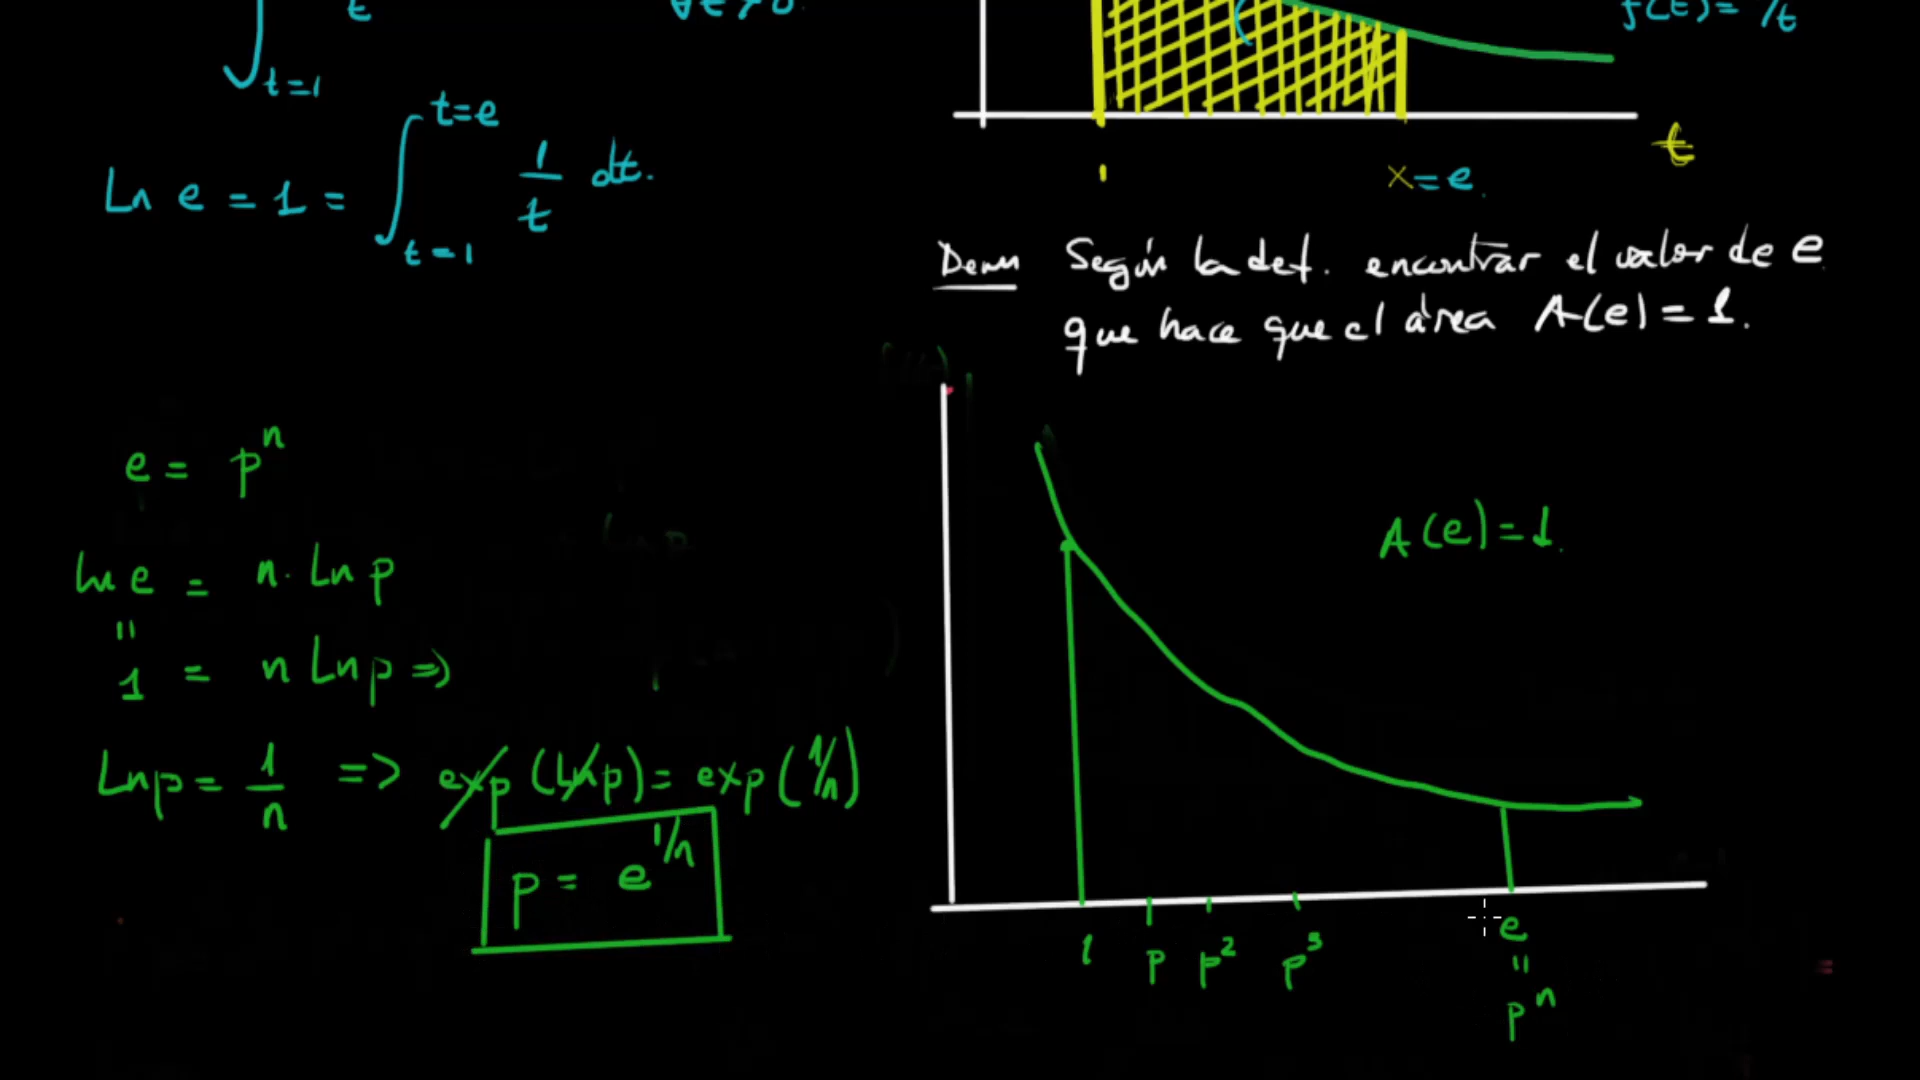 t
∀t>0
t=1
f(t) = 1/t
t=e
Ln e = 1 = ∫ 1/t dt.
t=1
1
x=e.
t
Dem Según la def. encontrar el valor de e
que hace que el área A(e)=1.
e = pⁿ
A(e)=1.
ln e = n. Ln p
"
1 = n Ln p =>
Ln p = 1/n => exp(Ln p) = exp(1/n)
p = e^1/n
1 p p² p³ e
"
pⁿ